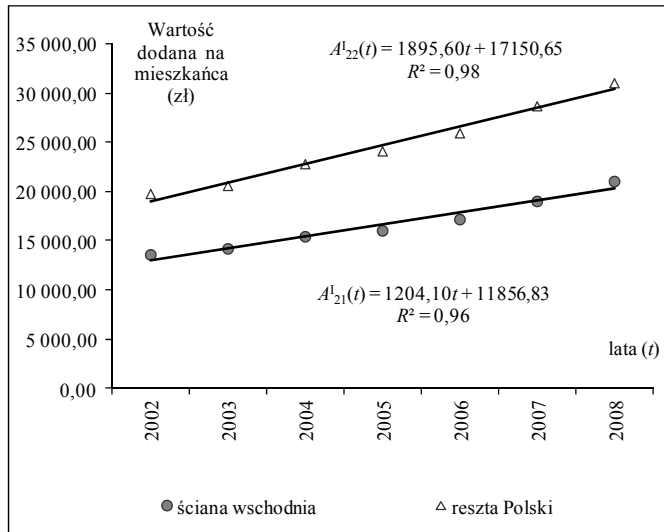 Wartość
dodana na
mieszkańca
(zł)
35 000,00
30 000,00
25 000,00
20 000,00
15 000,00
10 000,00
5 000,00
0,00
A^I_22(t) = 1895,60t + 17150,65
R² = 0,98
A^I_21(t) = 1204,10t + 11856,83
R² = 0,96
lata (t)
2002
2003
2004
2005
2006
2007
2008
ściana wschodnia
reszta Polski